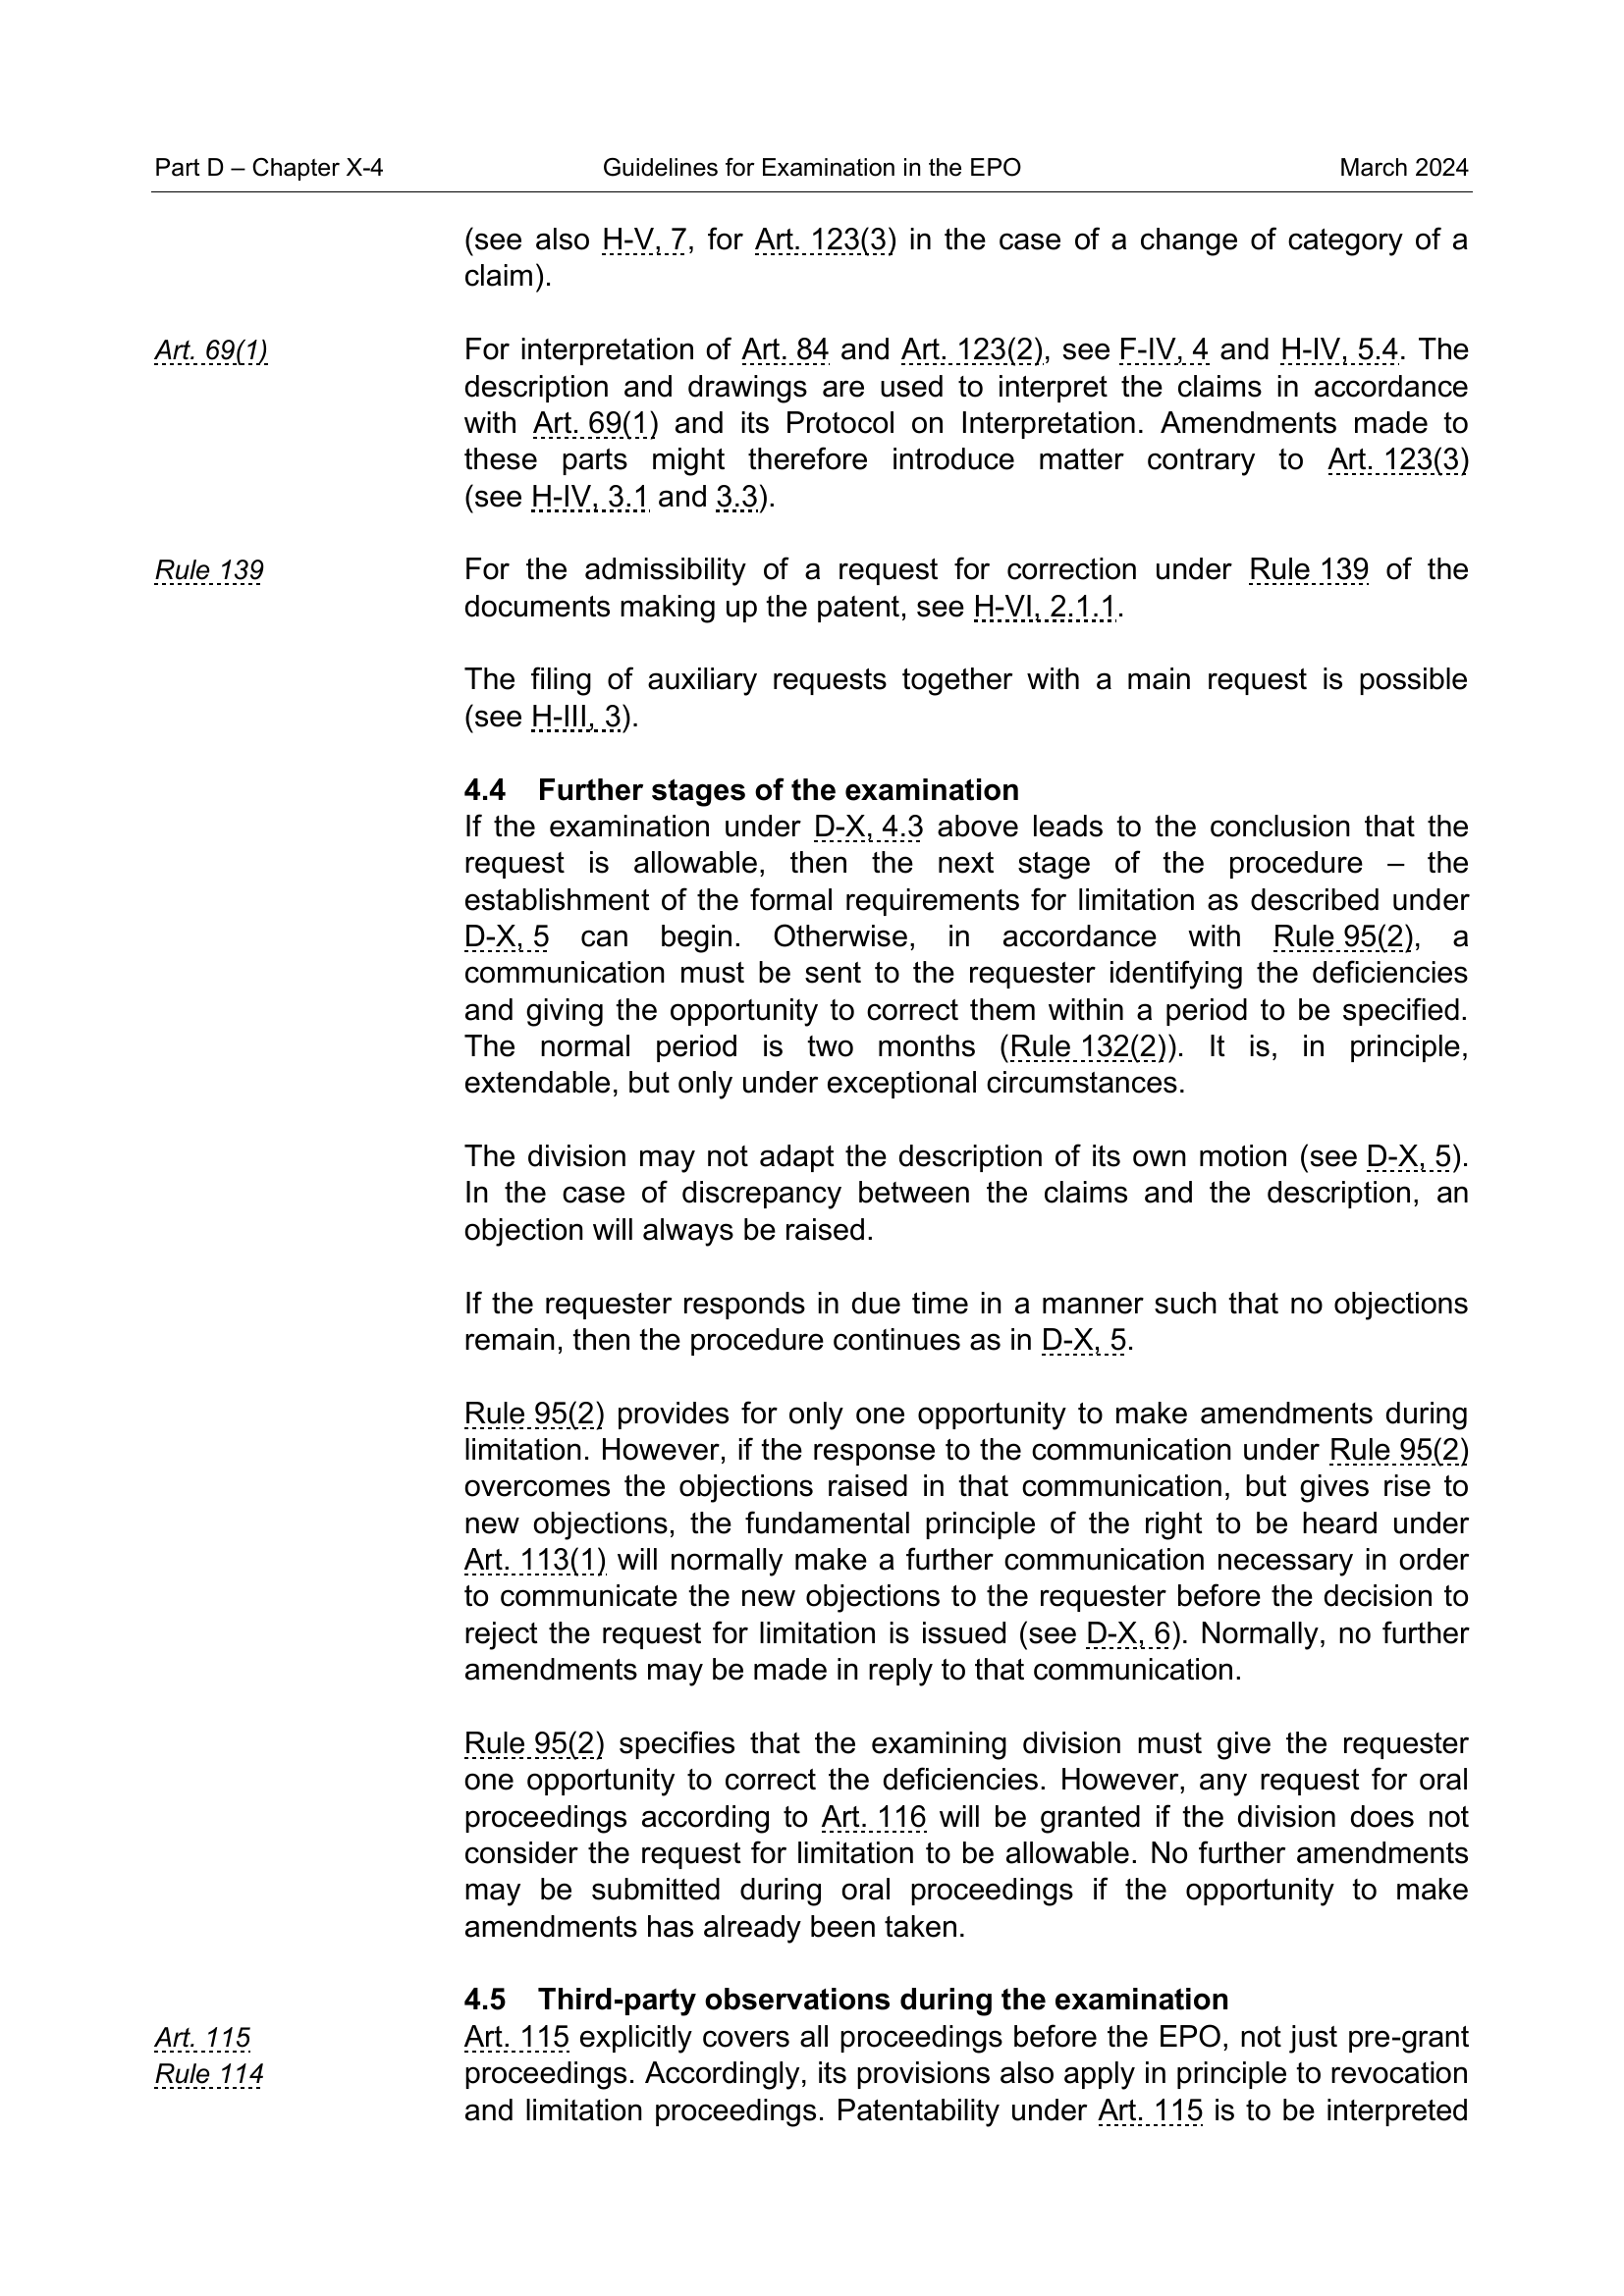 Part D – Chapter X-4 Guidelines for Examination in the EPO March 2024
(see also H-V, 7, for Art. 123(3) in the case of a change of category of a
claim).
Art. 69(1)
For interpretation of Art. 84 and Art. 123(2), see F-IV, 4 and H-IV, 5.4. The
description and drawings are used to interpret the claims in accordance
with Art. 69(1) and its Protocol on Interpretation. Amendments made to
these parts might therefore introduce matter contrary to Art. 123(3)
(see H-IV, 3.1 and 3.3).
Rule 139
For the admissibility of a request for correction under Rule 139 of the
documents making up the patent, see H-VI, 2.1.1.
The filing of auxiliary requests together with a main request is possible
(see H-III, 3).
4.4 Further stages of the examination
If the examination under D-X, 4.3 above leads to the conclusion that the
request is allowable, then the next stage of the procedure – the
establishment of the formal requirements for limitation as described under
D-X, 5 can begin. Otherwise, in accordance with Rule 95(2), a
communication must be sent to the requester identifying the deficiencies
and giving the opportunity to correct them within a period to be specified.
The normal period is two months (Rule 132(2)). It is, in principle,
extendable, but only under exceptional circumstances.
The division may not adapt the description of its own motion (see D-X, 5).
In the case of discrepancy between the claims and the description, an
objection will always be raised.
If the requester responds in due time in a manner such that no objections
remain, then the procedure continues as in D-X, 5.
Rule 95(2) provides for only one opportunity to make amendments during
limitation. However, if the response to the communication under Rule 95(2)
overcomes the objections raised in that communication, but gives rise to
new objections, the fundamental principle of the right to be heard under
Art. 113(1) will normally make a further communication necessary in order
to communicate the new objections to the requester before the decision to
reject the request for limitation is issued (see D-X, 6). Normally, no further
amendments may be made in reply to that communication.
Rule 95(2) specifies that the examining division must give the requester
one opportunity to correct the deficiencies. However, any request for oral
proceedings according to Art. 116 will be granted if the division does not
consider the request for limitation to be allowable. No further amendments
may be submitted during oral proceedings if the opportunity to make
amendments has already been taken.
4.5 Third-party observations during the examination
Art. 115
Rule 114
Art. 115 explicitly covers all proceedings before the EPO, not just pre-grant
proceedings. Accordingly, its provisions also apply in principle to revocation
and limitation proceedings. Patentability under Art. 115 is to be interpreted